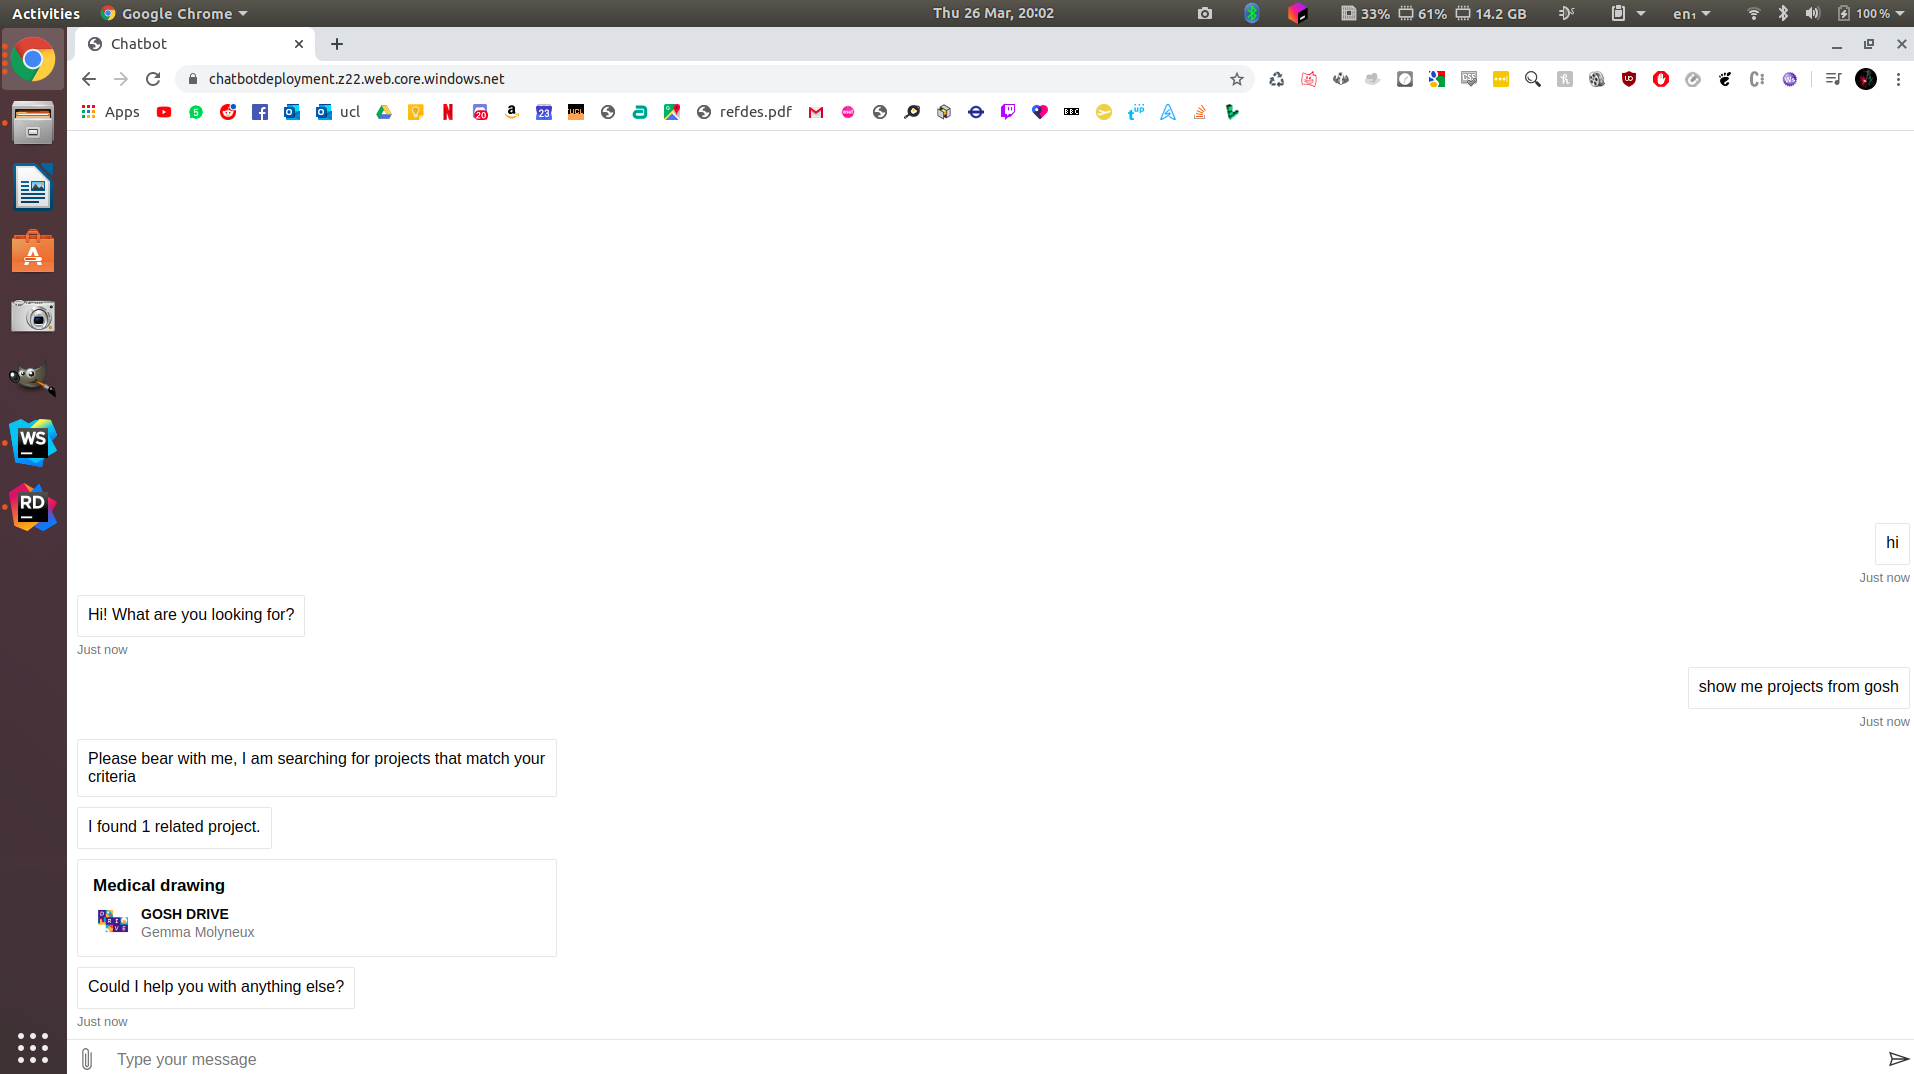 Activities Google Chrome Thu 26 Mar, 20:02 33% 61% 14.2 GB en₁ 100 %
Chatbot
chatbotdeployment.z22.web.core.windows.net
Apps ucl refdes.pdf
hi
Just now
Hi! What are you looking for?
Just now
show me projects from gosh
Just now
Please bear with me, I am searching for projects that match your
criteria
I found 1 related project.
Medical drawing
GOSH DRIVE
Gemma Molyneux
Could I help you with anything else?
Just now
Type your message
WS
RD